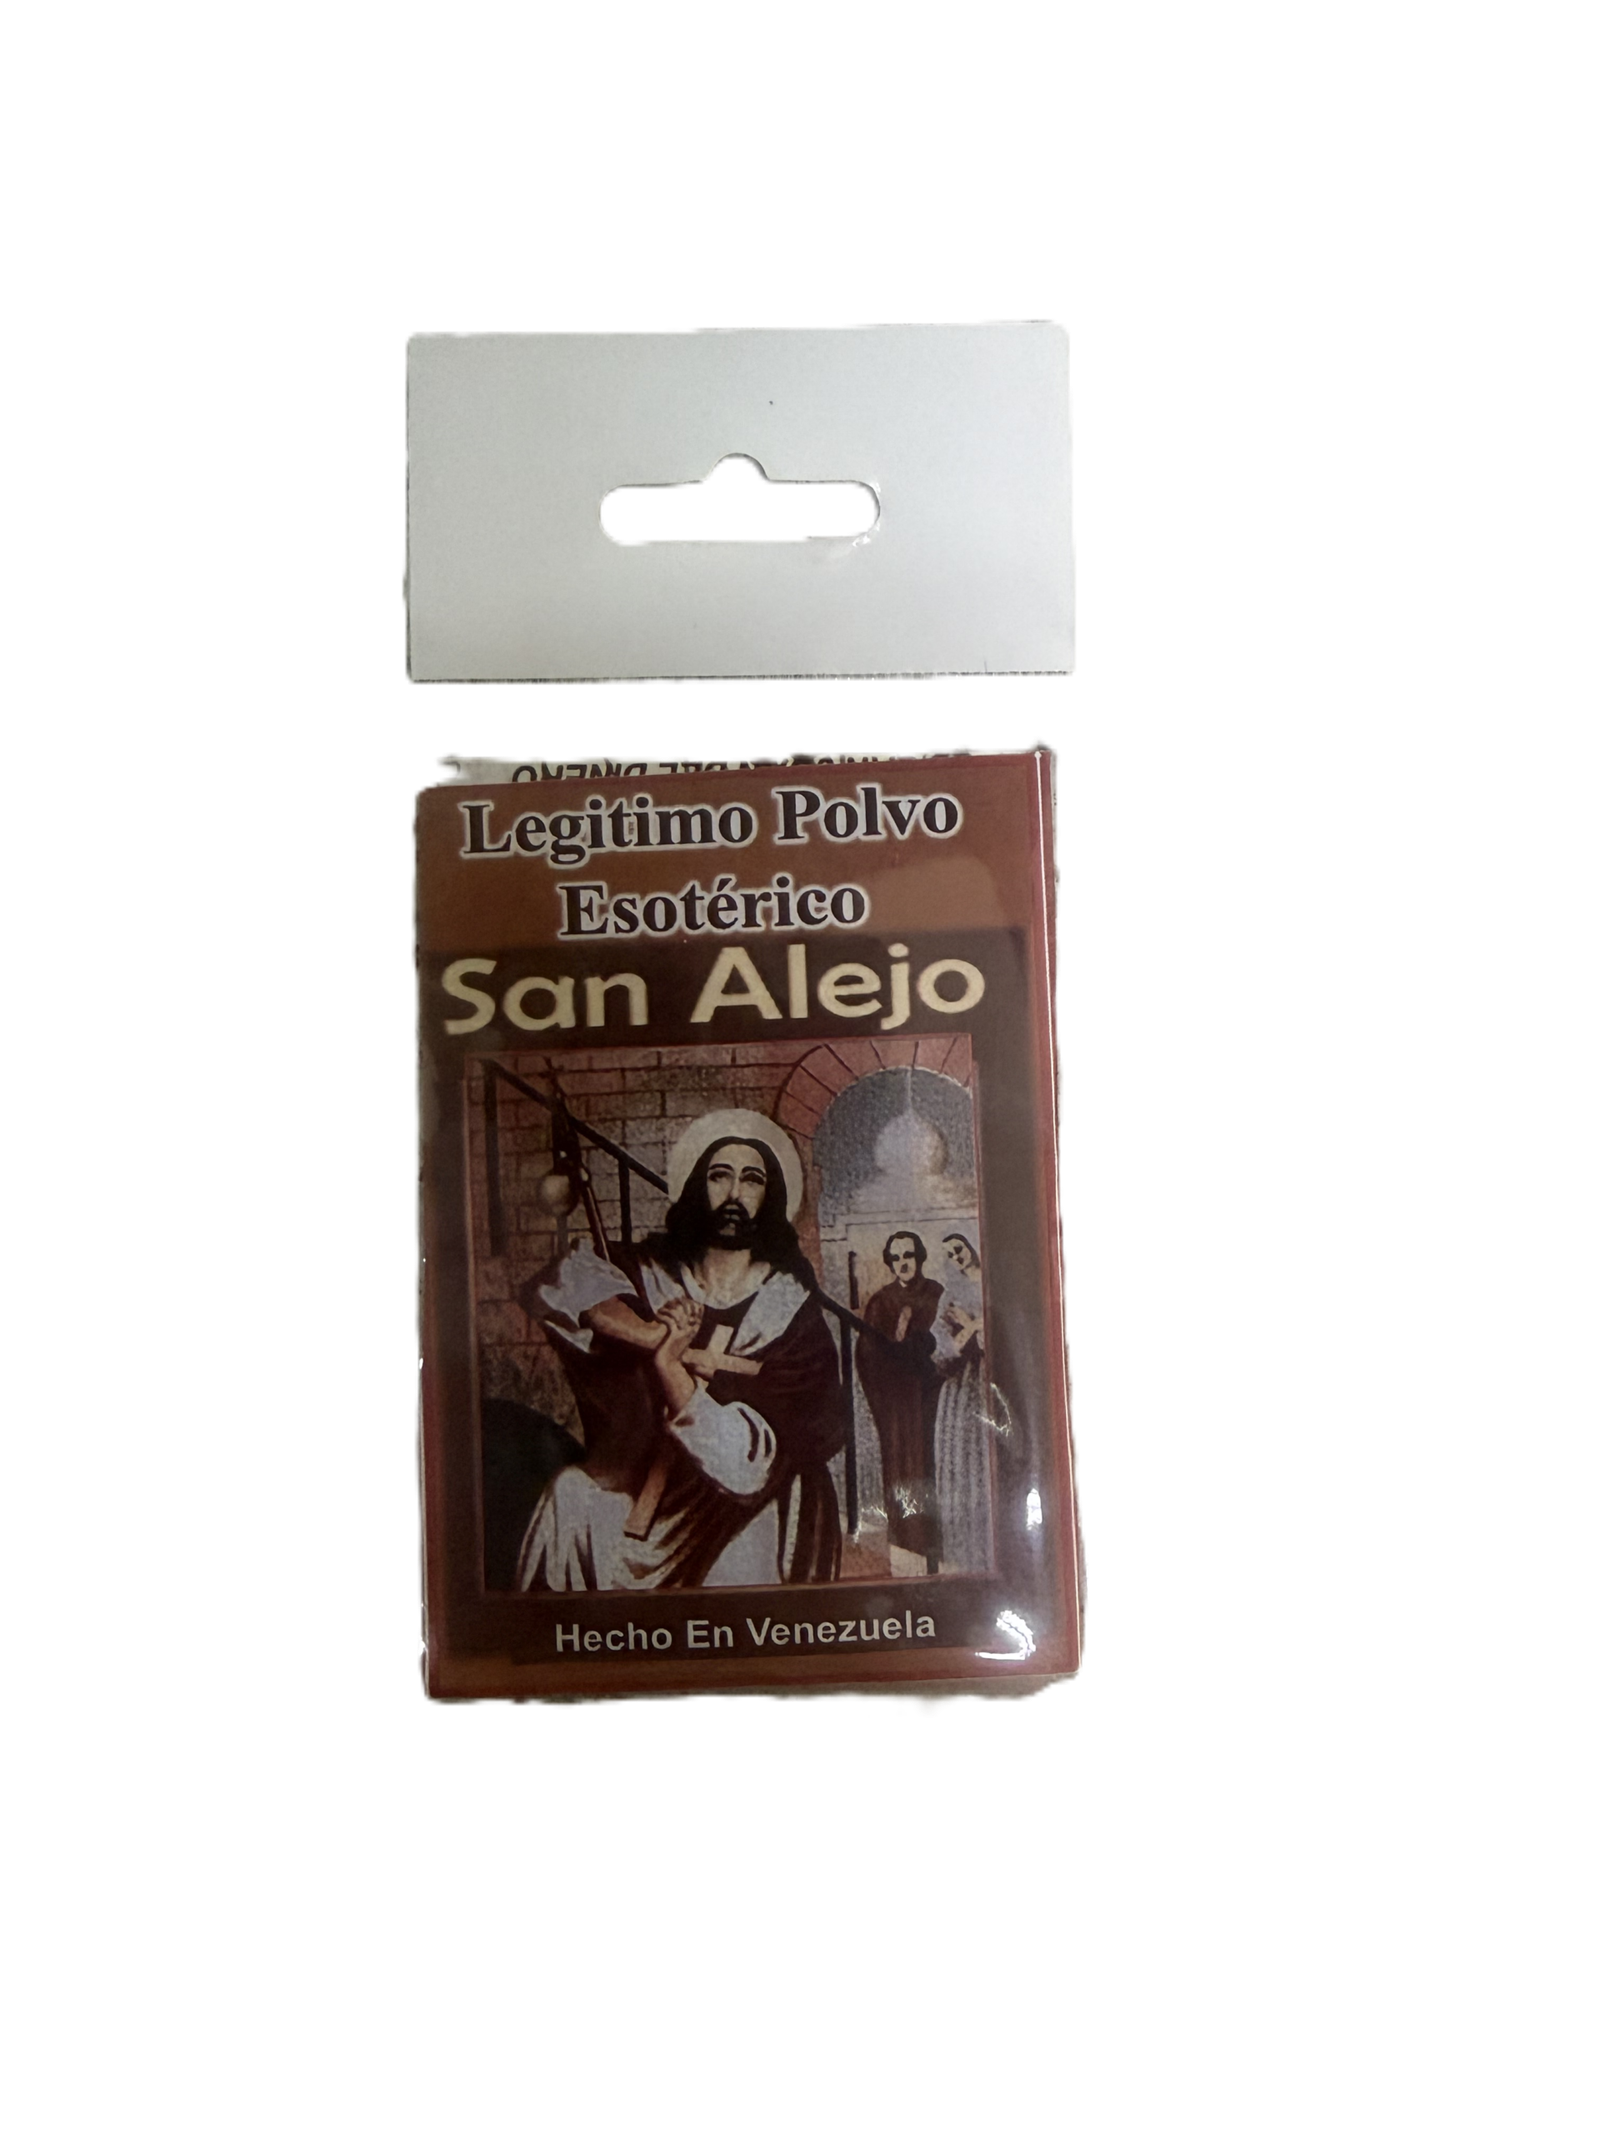 Legitimo Polvo
Esotérico
San Alejo
Hecho En Venezuela